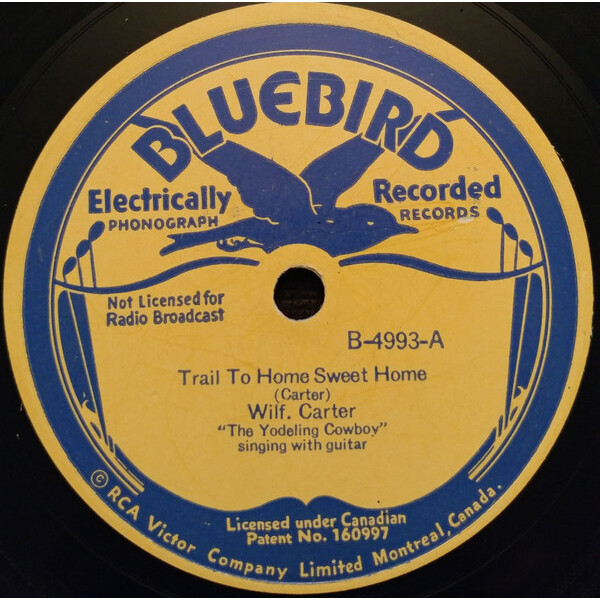 BLUEBIRD
Electrically Recorded
PHONOGRAPH RECORDS
Not Licensed for
Radio Broadcast
B-4993-A
Trail To Home Sweet Home
(Carter)
Wilf. Carter
"The Yodeling Cowboy"
singing with guitar
Licensed under Canadian
Patent No. 160997
© RCA Victor Company Limited Montreal, Canada.